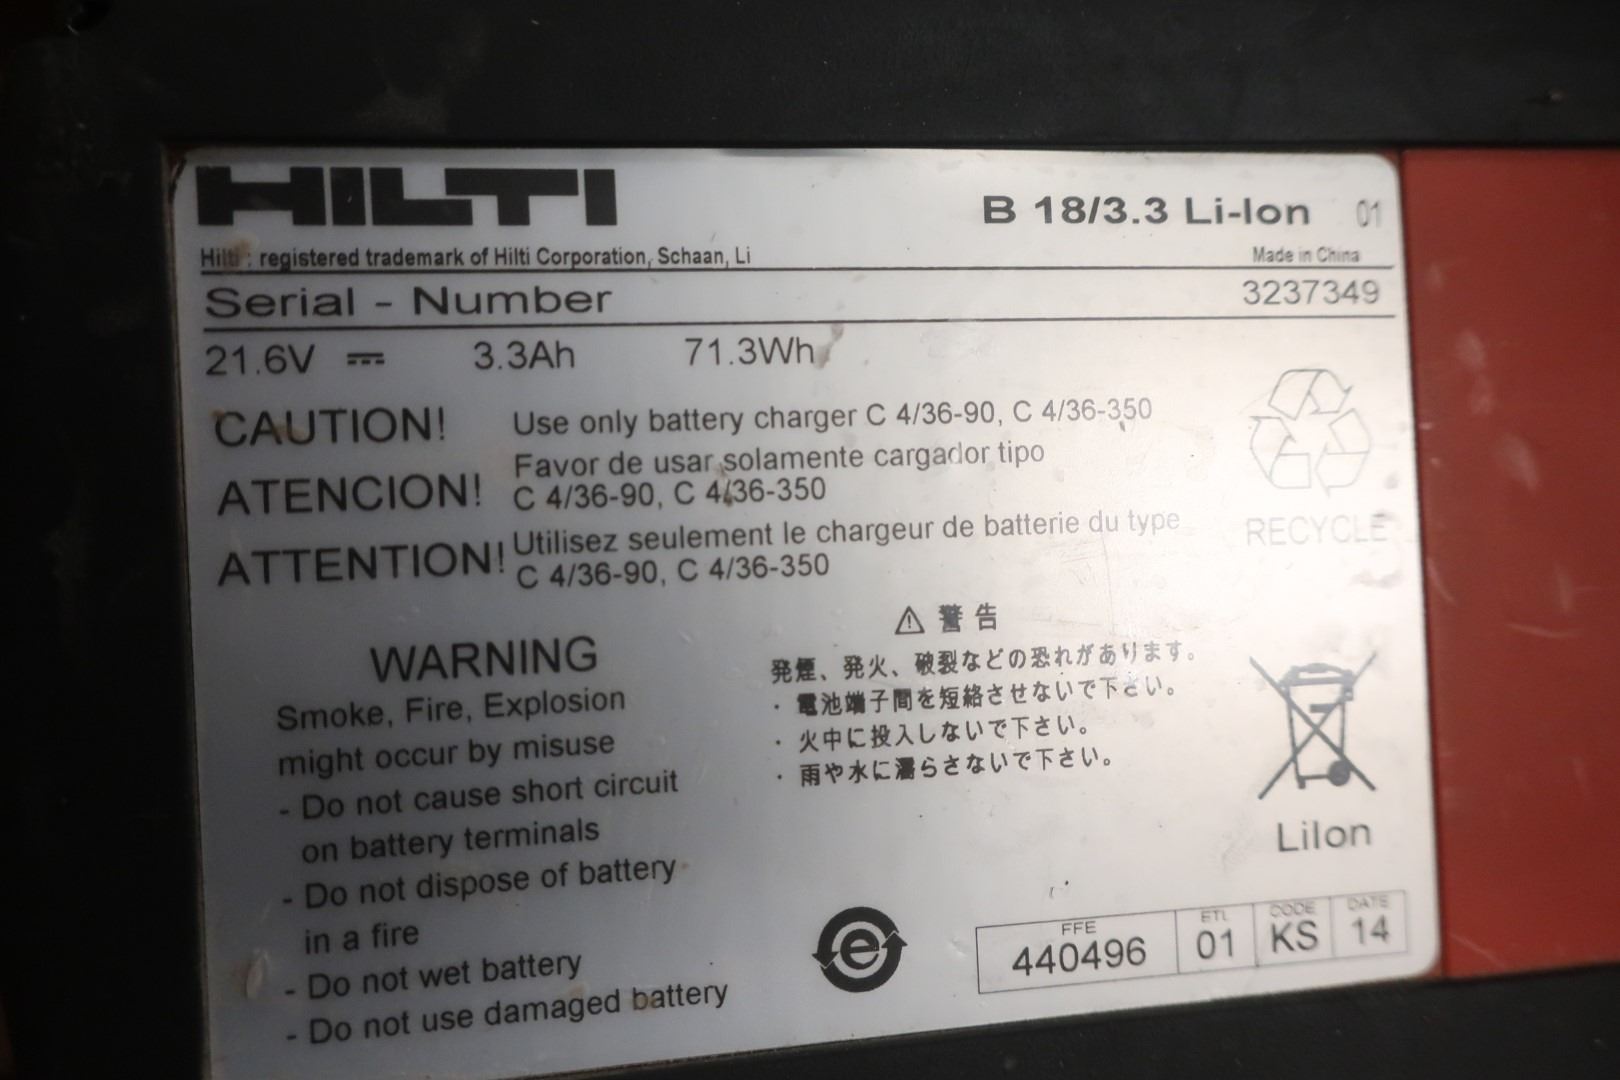 HILTI
B 18/3.3 Li-Ion 01
Hilti : registered trademark of Hilti Corporation, Schaan, Li
Made in China
Serial - Number 3237349
21.6V 3.3Ah 71.3Wh
CAUTION! Use only battery charger C 4/36-90, C 4/36-350
ATENCION! Favor de usar solamente cargador tipo
C 4/36-90, C 4/36-350
ATTENTION! Utilisez seulement le chargeur de batterie du type
C 4/36-90, C 4/36-350
RECYCLE
WARNING
Smoke, Fire, Explosion
might occur by misuse
- Do not cause short circuit
on battery terminals
- Do not dispose of battery
in a fire
- Do not wet battery
- Do not use damaged battery
⚠ 警告
発煙、発火、破裂などの恐れがあります。
・電池端子間を短絡させないで下さい。
・火中に投入しないで下さい。
・雨や水に濡らさないで下さい。
LiIon
e
FFE ETL CODE DATE
440496 01 KS 14